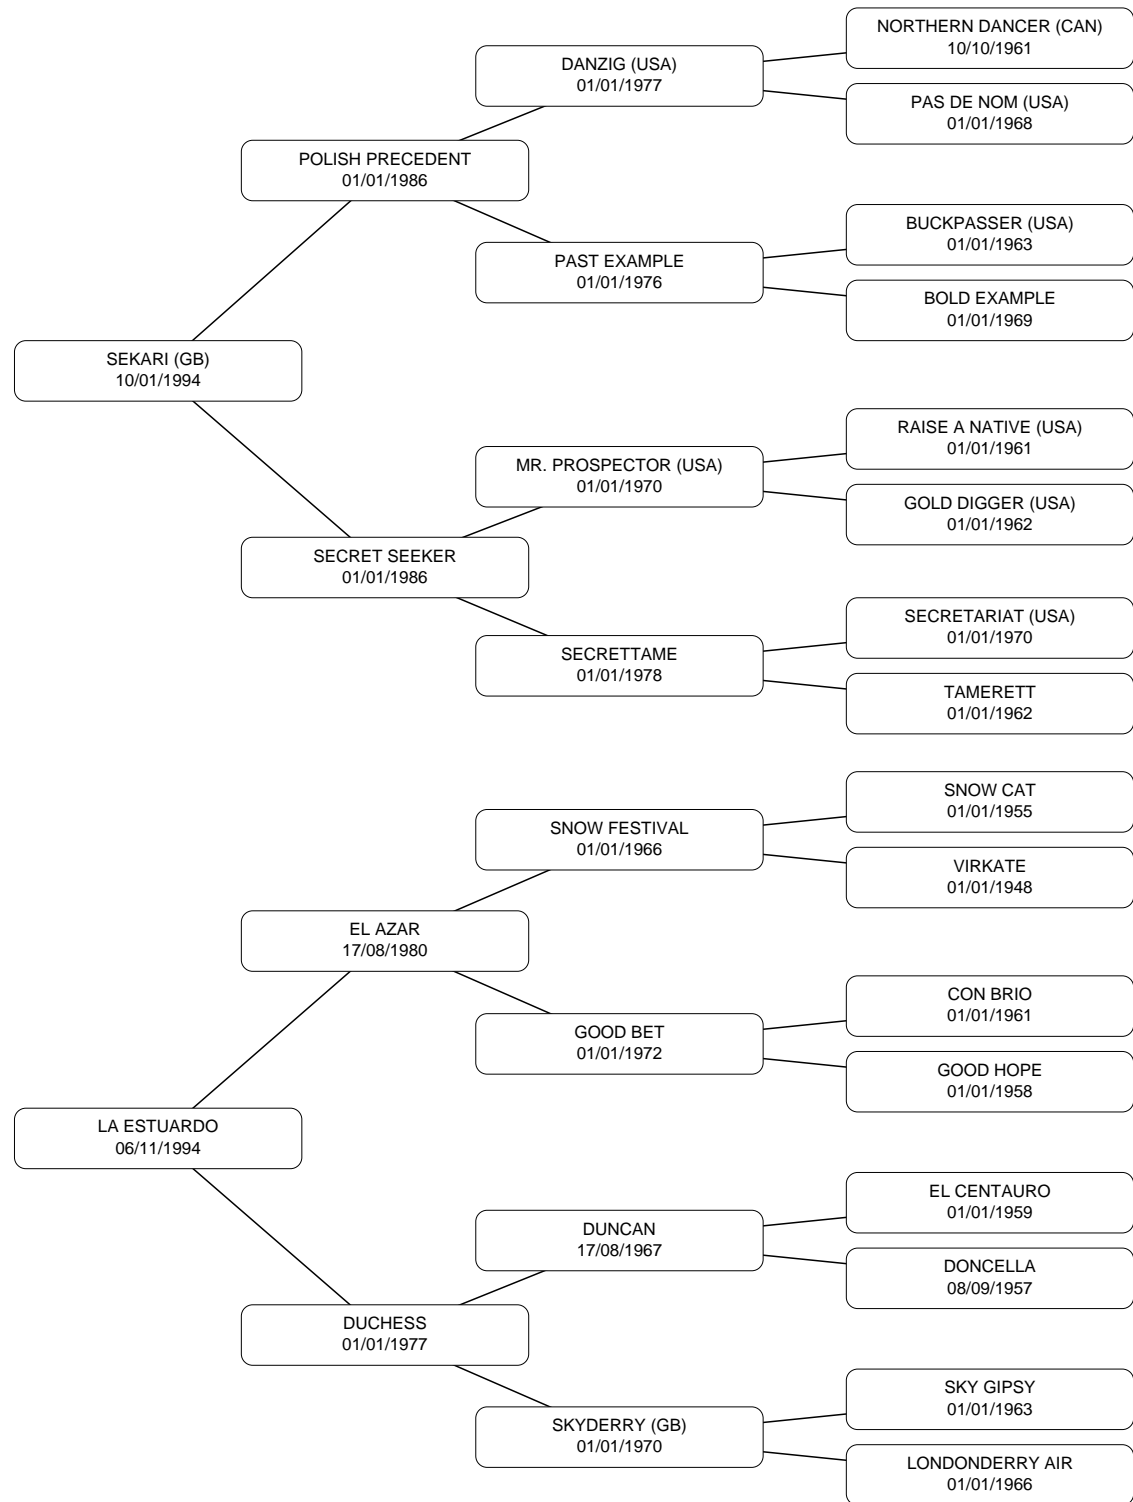 NORTHERN DANCER (CAN)
10/10/1961
DANZIG (USA)
01/01/1977
PAS DE NOM (USA)
01/01/1968
POLISH PRECEDENT
01/01/1986
BUCKPASSER (USA)
01/01/1963
PAST EXAMPLE
01/01/1976
BOLD EXAMPLE
01/01/1969
SEKARI (GB)
10/01/1994
RAISE A NATIVE (USA)
01/01/1961
MR. PROSPECTOR (USA)
01/01/1970
GOLD DIGGER (USA)
01/01/1962
SECRET SEEKER
01/01/1986
SECRETARIAT (USA)
01/01/1970
SECRETTAME
01/01/1978
TAMERETT
01/01/1962
SNOW CAT
01/01/1955
SNOW FESTIVAL
01/01/1966
VIRKATE
01/01/1948
EL AZAR
17/08/1980
CON BRIO
01/01/1961
GOOD BET
01/01/1972
GOOD HOPE
01/01/1958
LA ESTUARDO
06/11/1994
EL CENTAURO
01/01/1959
DUNCAN
17/08/1967
DONCELLA
08/09/1957
DUCHESS
01/01/1977
SKY GIPSY
01/01/1963
SKYDERRY (GB)
01/01/1970
LONDONDERRY AIR
01/01/1966